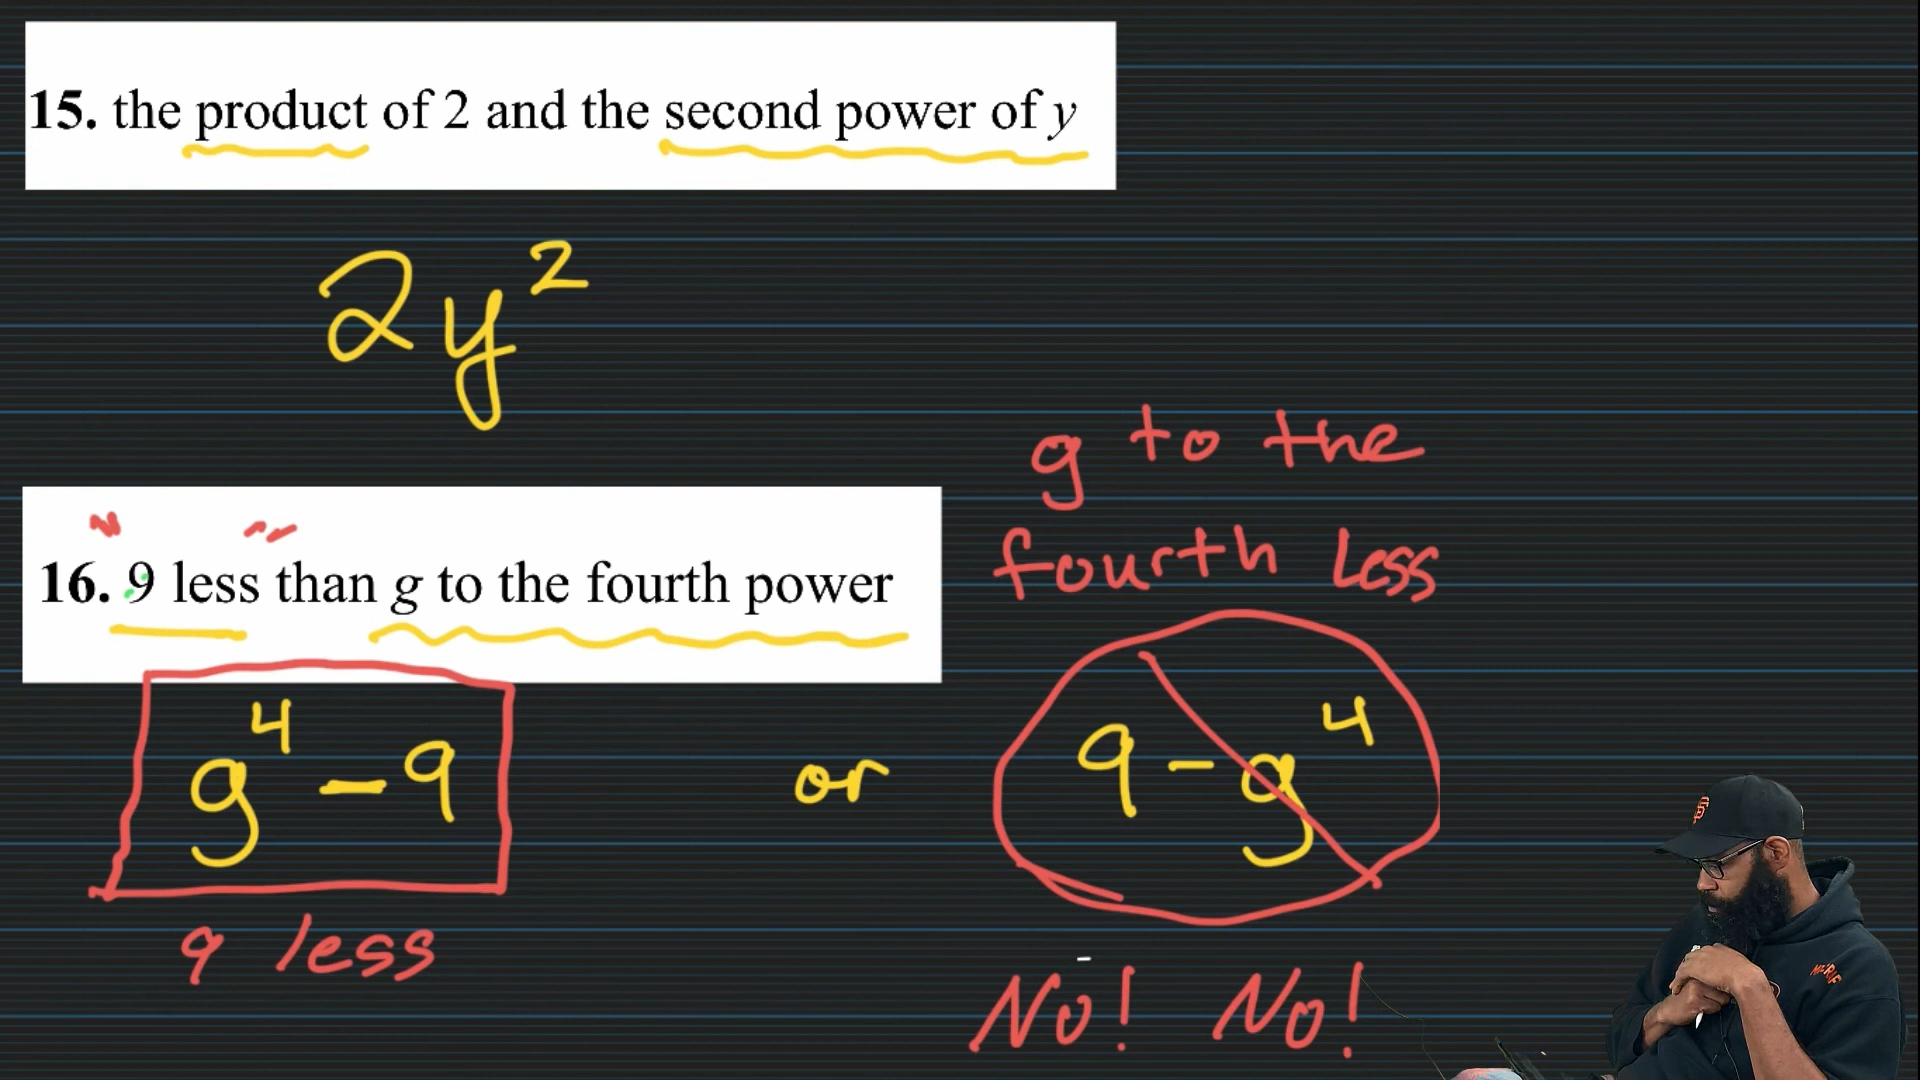 15. the product of 2 and the second power of y
2y²
g to the
fourth less
16. 9 less than g to the fourth power
g⁴ - 9
or
9 - g⁴
9 less
No! No!
SF